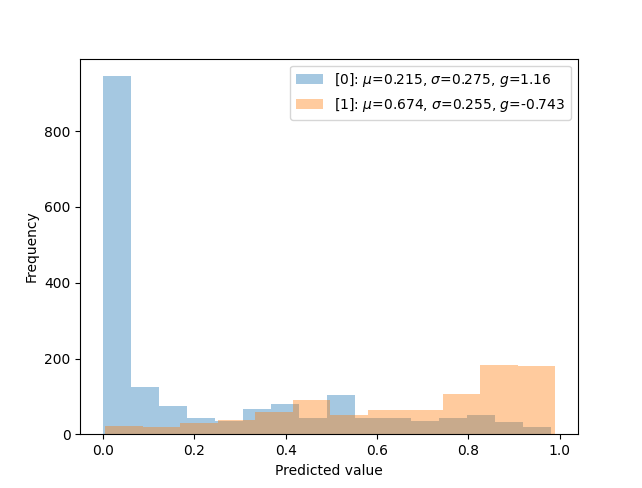 [0]: μ=0.215, σ=0.275, g=1.16
[1]: μ=0.674, σ=0.255, g=-0.743
800
600
400
200
0
Frequency
0.0 0.2 0.4 0.6 0.8 1.0
Predicted value